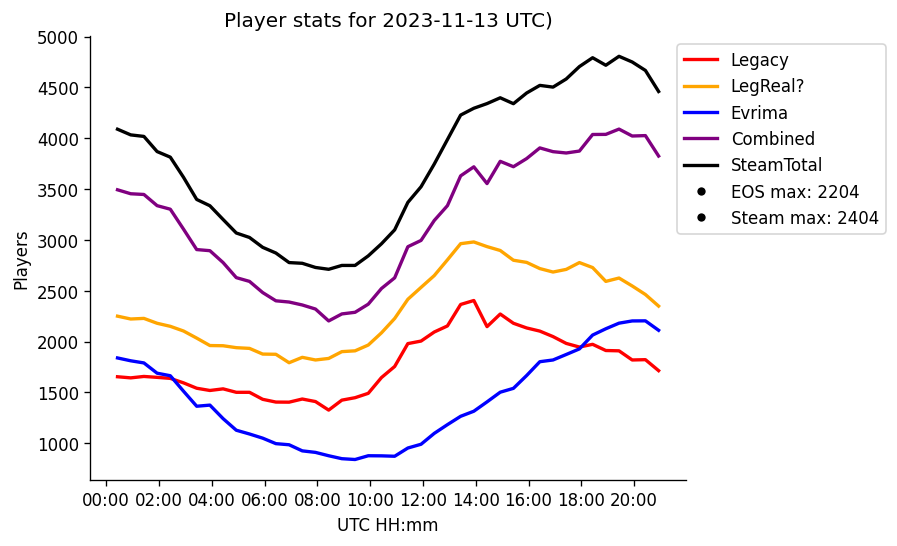 Player stats for 2023-11-13 UTC)
5000
4500
4000
3500
3000
2500
2000
1500
1000
Players
00:00 02:00 04:00 06:00 08:00 10:00 12:00 14:00 16:00 18:00 20:00
UTC HH:mm
Legacy
LegReal?
Evrima
Combined
SteamTotal
EOS max: 2204
Steam max: 2404